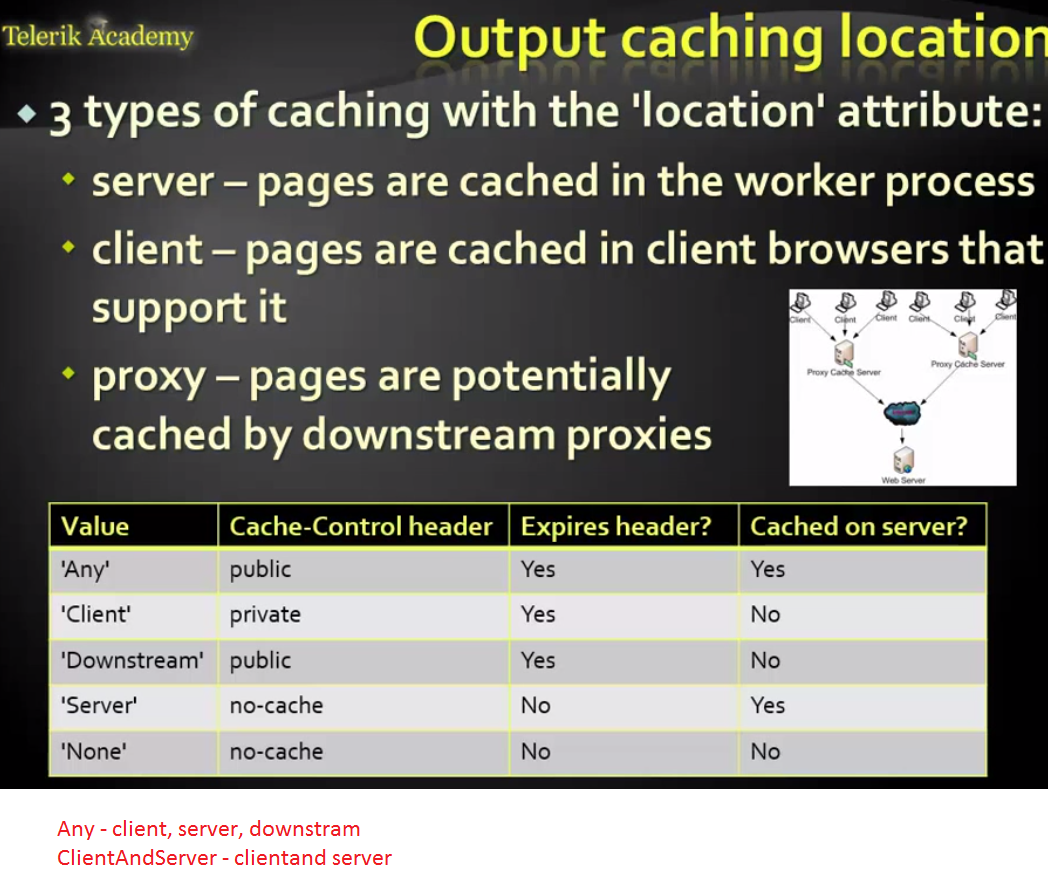 Telerik Academy
Output caching location
3 types of caching with the 'location' attribute:
server – pages are cached in the worker process
client – pages are cached in client browsers that
support it
proxy – pages are potentially
cached by downstream proxies
Client Client Client Client Client Client
Proxy Cache Server Proxy Cache Server
Web Server
Value Cache-Control header Expires header? Cached on server?
'Any' public Yes Yes
'Client' private Yes No
'Downstream' public Yes No
'Server' no-cache No Yes
'None' no-cache No No
Any - client, server, downstram
ClientAndServer - clientand server